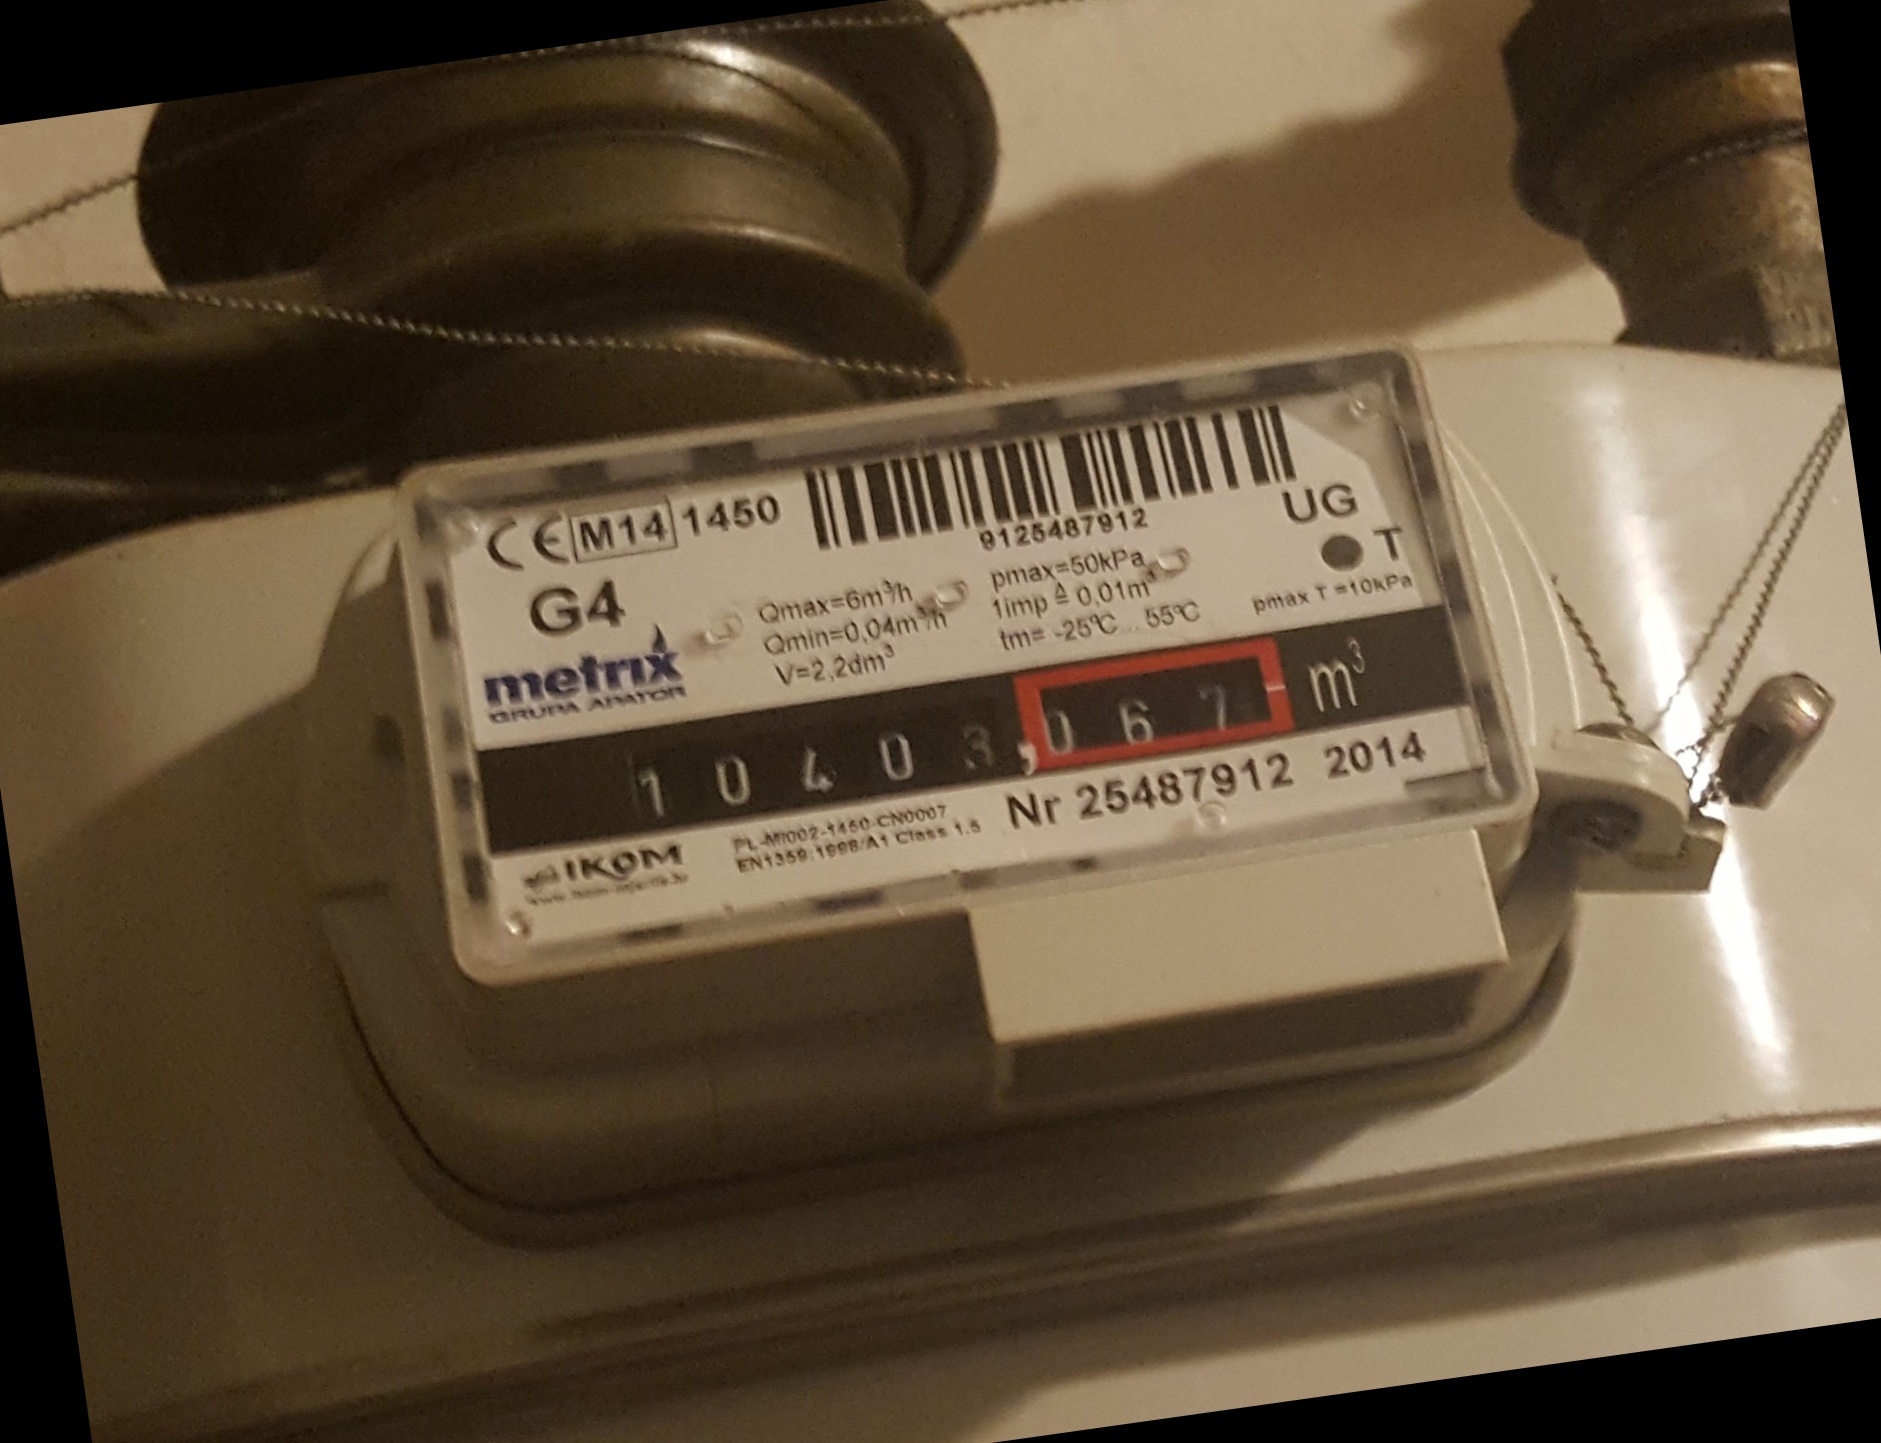 CE M14 1450
9125487912
UG
G4
Qmax=6m³/h
Qmin=0,04m³/h
V=2,2dm³
pmax=50kPa
1imp ≙ 0,01m³
tm= -25°C... 55°C
T
pmax T =10kPa
metrix
GRUPA APATOR
10403,067 m³
IKOM
PL-MI002-1450-CN0007
EN1359:1998/A1 Class 1.5
Nr 25487912 2014